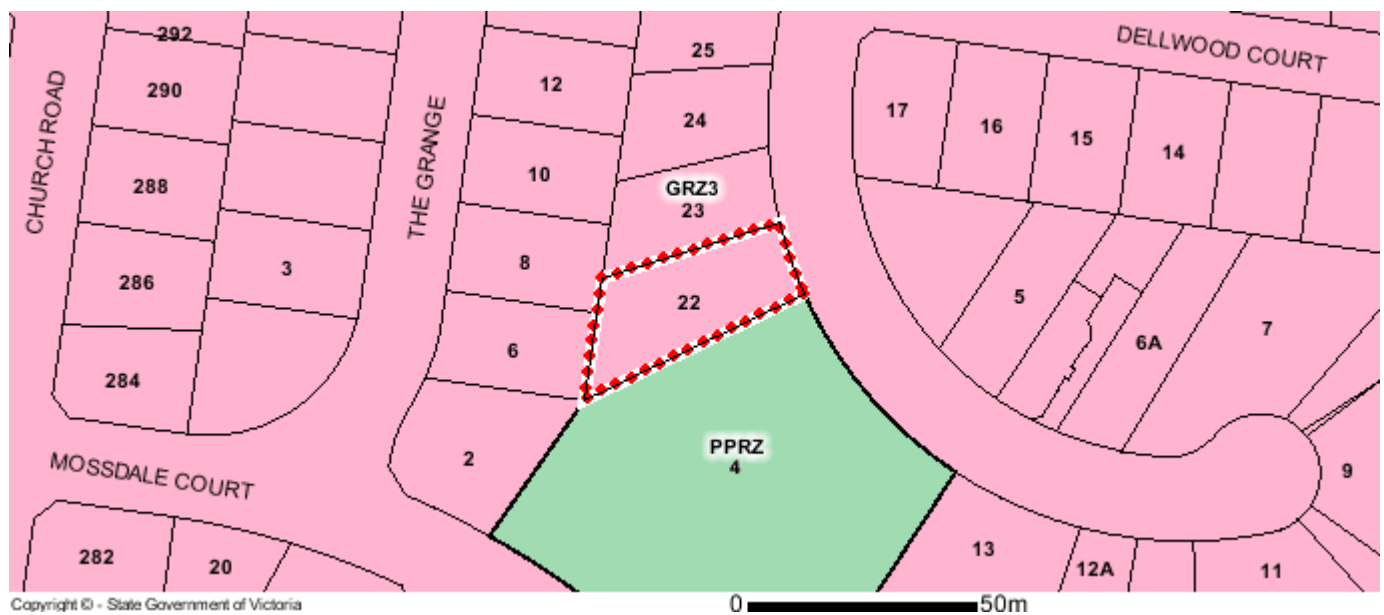 292
25
DELLWOOD COURT
290
12
24
17
16
15
14
CHURCH ROAD
THE GRANGE
288
10
GRZ3
23
3
8
286
22
5
6A
7
6
284
2
PPRZ
4
MOSSDALE COURT
9
282
20
13
12A
11
Copyright © - State Government of Victoria
0 50m